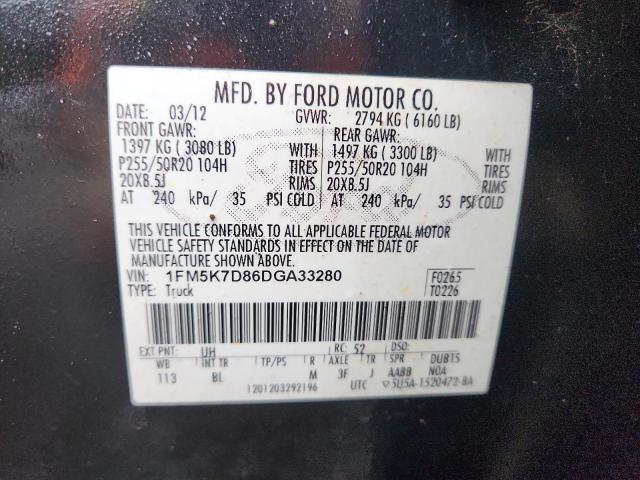 MFD. BY FORD MOTOR CO.
DATE: 03/12 GVWR: 2794 KG ( 6160 LB)
FRONT GAWR: REAR GAWR:
1397 KG ( 3080 LB) WITH 1497 KG ( 3300 LB) WITH
P255/50R20 104H TIRES P255/50R20 104H TIRES
20X8.5J RIMS 20X8.5J RIMS
AT 240 kPa/ 35 PSI COLD AT 240 kPa/ 35 PSI COLD
THIS VEHICLE CONFORMS TO ALL APPLICABLE FEDERAL MOTOR
VEHICLE SAFETY STANDARDS IN EFFECT ON THE DATE OF
MANUFACTURE SHOWN ABOVE.
VIN: 1FM5K7D86DGA33280 F0265
TYPE: Truck T0226
EXT PNT: UH RC: 52 DSO:
WB INT TR TP/PS R AXLE TR SPR DUB15
113 BL M 3F J AABB NOA
1201203292196 UTC 5U5A-1520472-BA